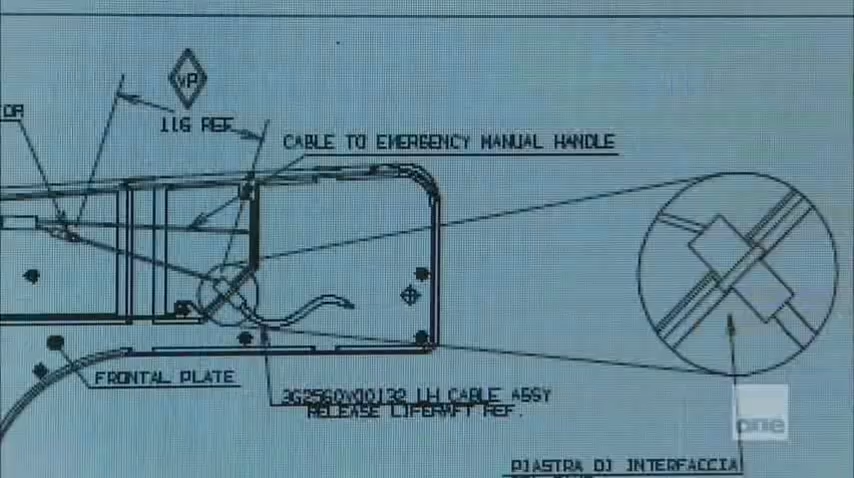 OR
VP
116 REF
CABLE TO EMERGENCY MANUAL HANDLE
FRONTAL PLATE
LH CABLE ASSY
RELEASE LIFERAFT REF.
one
PIASTRA DI INTERFACCIA